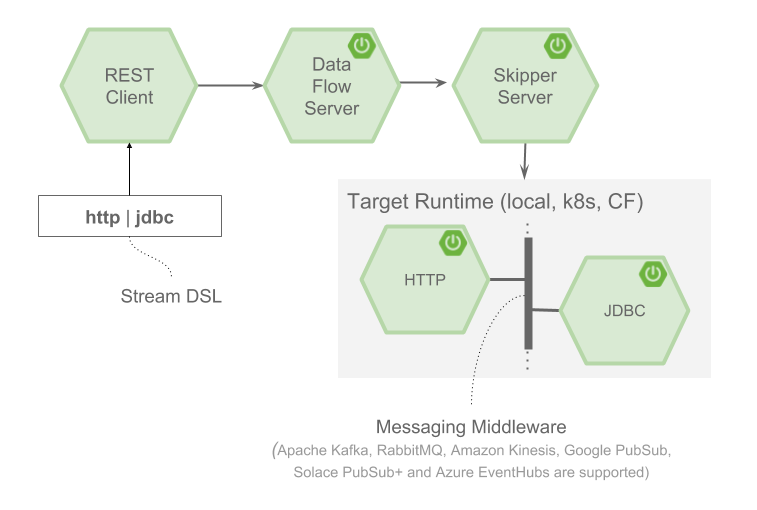 REST
Client
Data
Flow
Server
Skipper
Server
http | jdbc
Stream DSL
Target Runtime (local, k8s, CF)
HTTP
JDBC
Messaging Middleware
(Apache Kafka, RabbitMQ, Amazon Kinesis, Google PubSub,
Solace PubSub+ and Azure EventHubs are supported)